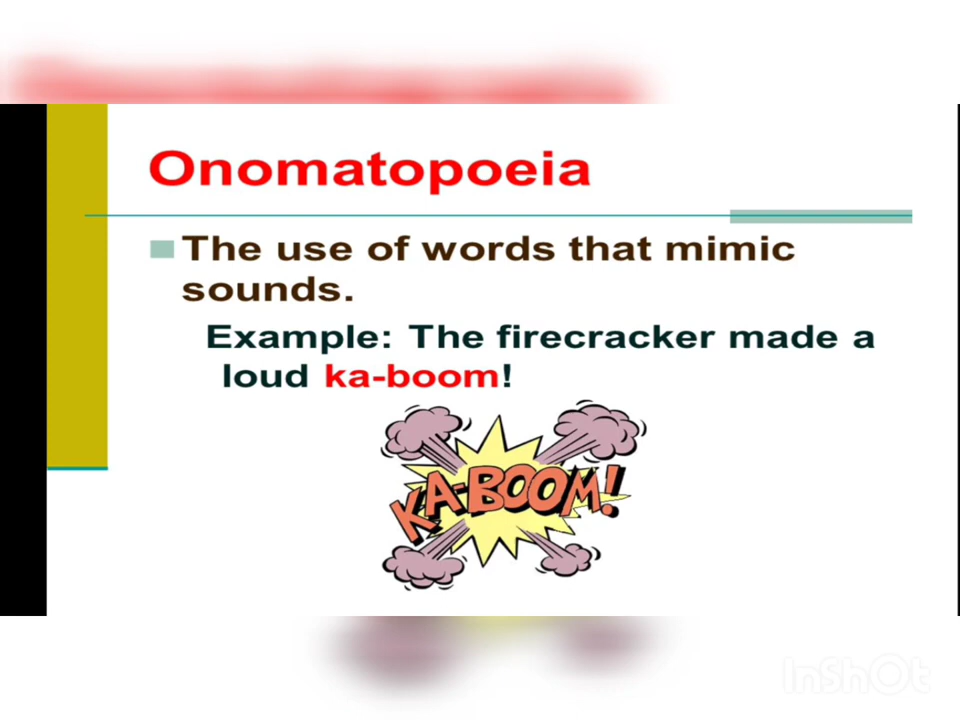 Onomatopoeia
The use of words that mimic
sounds.
Example: The firecracker made a
loud ka-boom!
KA-BOOM!
InShOt